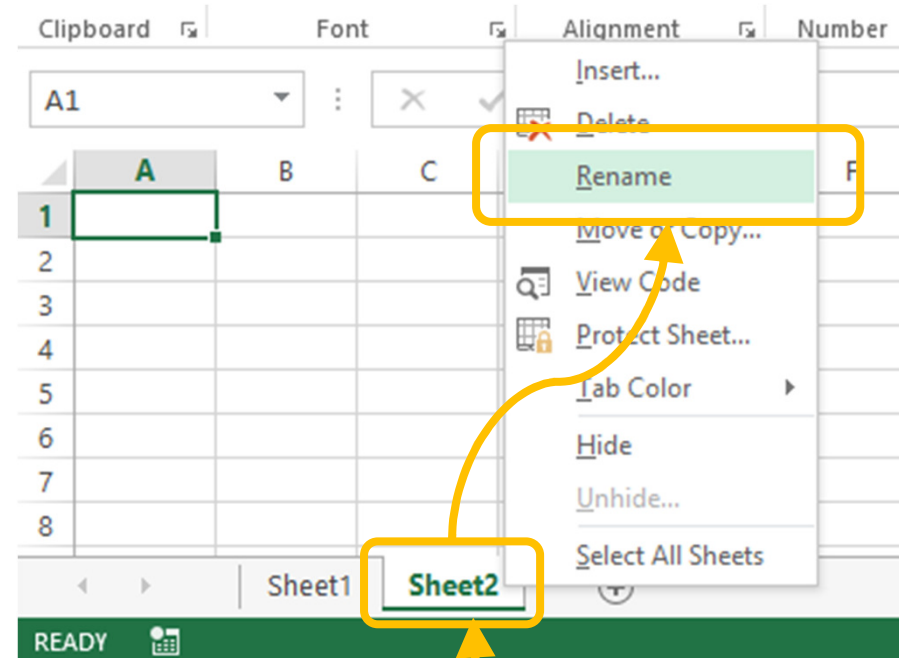 Clipboard Font Alignment Number
A1
A B C F
1
2
3
4
5
6
7
8
Insert...
Delete
Rename
Move or Copy...
View Code
Protect Sheet...
Tab Color
Hide
Unhide...
Select All Sheets
Sheet1 Sheet2
READY